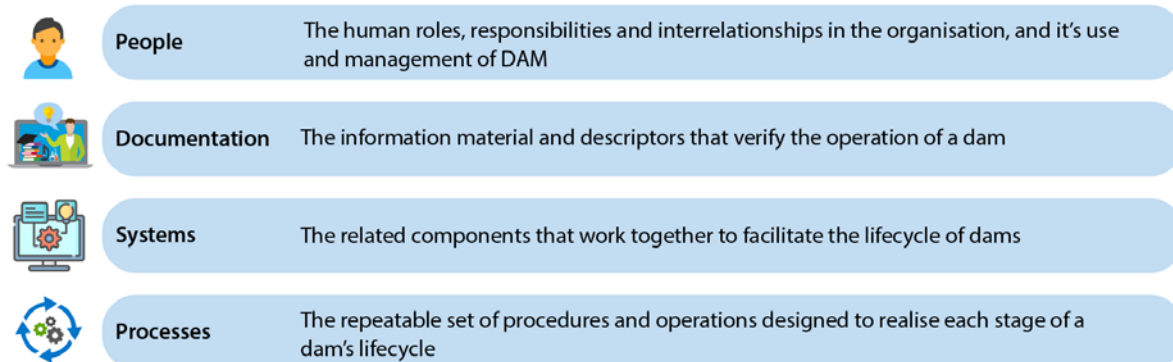 People
The human roles, responsibilities and interrelationships in the organisation, and it's use
and management of DAM
Documentation
The information material and descriptors that verify the operation of a dam
Systems
The related components that work together to facilitate the lifecycle of dams
Processes
The repeatable set of procedures and operations designed to realise each stage of a
dam's lifecycle